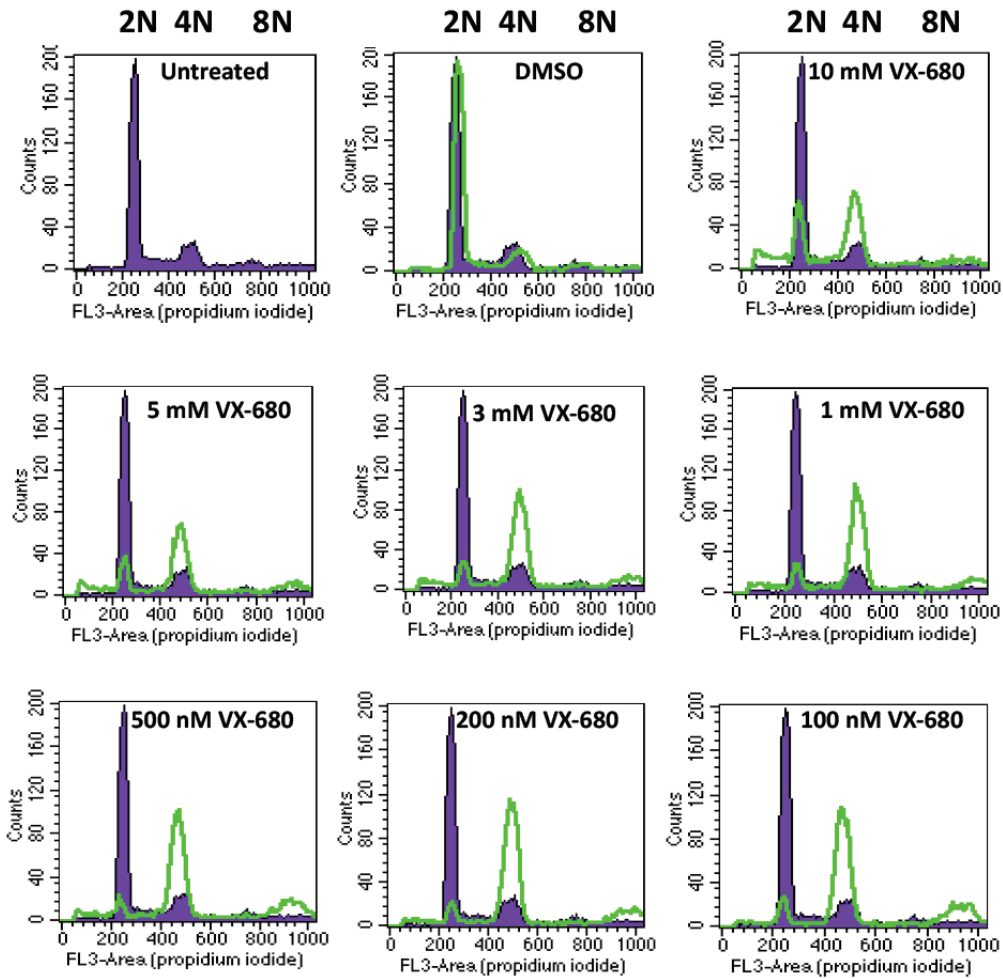 2N 4N 8N 2N 4N 8N 2N 4N 8N
Untreated
Counts
0 40 80 120 160 200
0 200 400 600 800 1000
FL3-Area (propidium iodide)
DMSO
Counts
0 40 80 120 160 200
0 200 400 600 800 1000
FL3-Area (propidium iodide)
10 mM VX-680
Counts
0 40 80 120 160 200
0 200 400 600 800 1000
FL3-Area (propidium iodide)
5 mM VX-680
Counts
0 40 80 120 160 200
0 200 400 600 800 1000
FL3-Area (propidium iodide)
3 mM VX-680
Counts
0 40 80 120 160 200
0 200 400 600 800 1000
FL3-Area (propidium iodide)
1 mM VX-680
Counts
0 40 80 120 160 200
0 200 400 600 800 1000
FL3-Area (propidium iodide)
500 nM VX-680
Counts
0 40 80 120 160 200
0 200 400 600 800 1000
FL3-Area (propidium iodide)
200 nM VX-680
Counts
0 40 80 120 160 200
0 200 400 600 800 1000
FL3-Area (propidium iodide)
100 nM VX-680
Counts
0 40 80 120 160 200
0 200 400 600 800 1000
FL3-Area (propidium iodide)